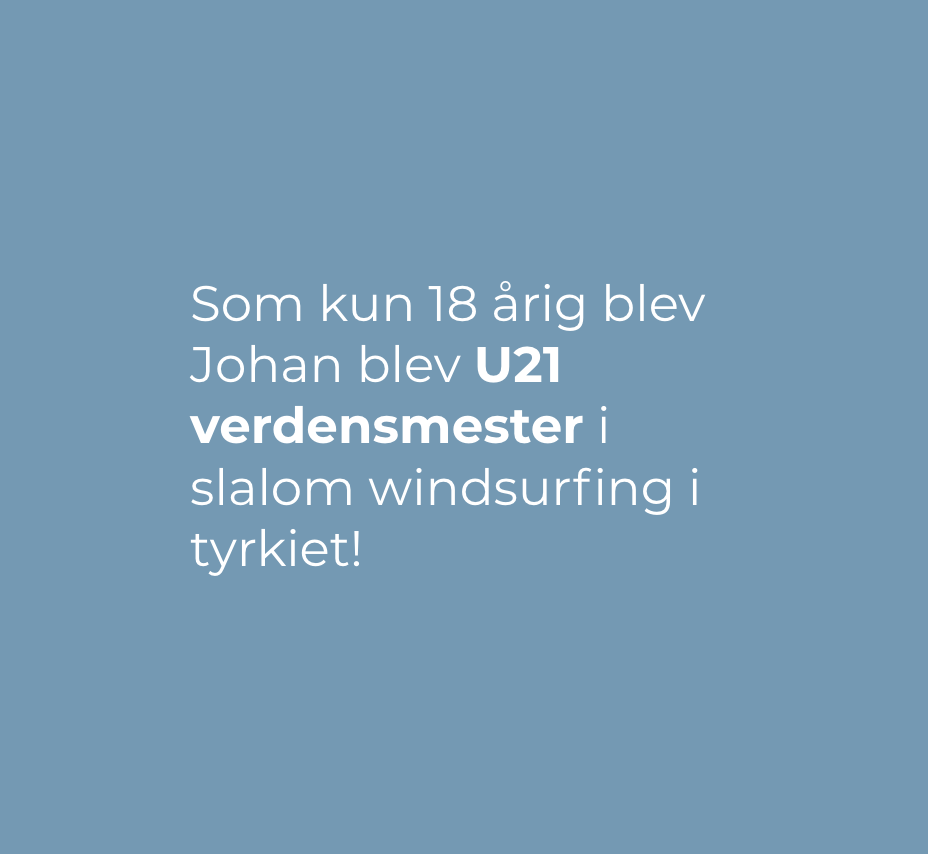 Som kun 18 årig blev
Johan blev U21
verdensmester i
slalom windsurfing i
tyrkiet!